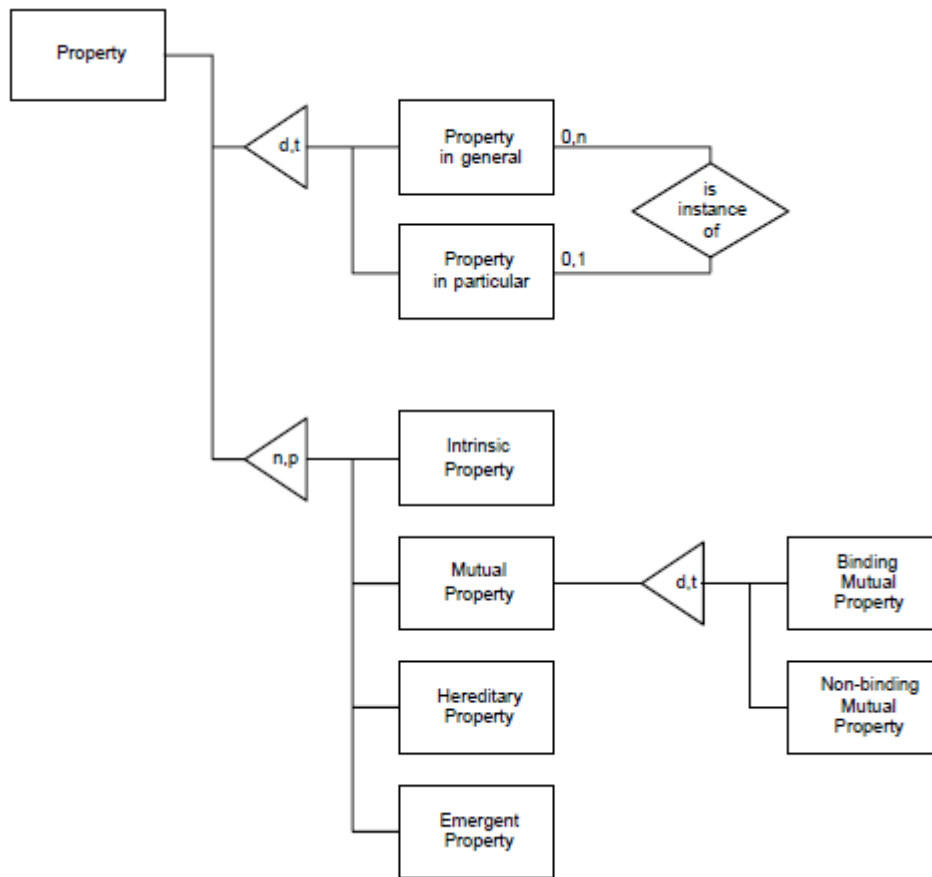 Property
d,t
Property
in general
0,n
is
instance
of
Property
in particular
0,1
n,p
Intrinsic
Property
Mutual
Property
d,t
Binding
Mutual
Property
Hereditary
Property
Non-binding
Mutual
Property
Emergent
Property